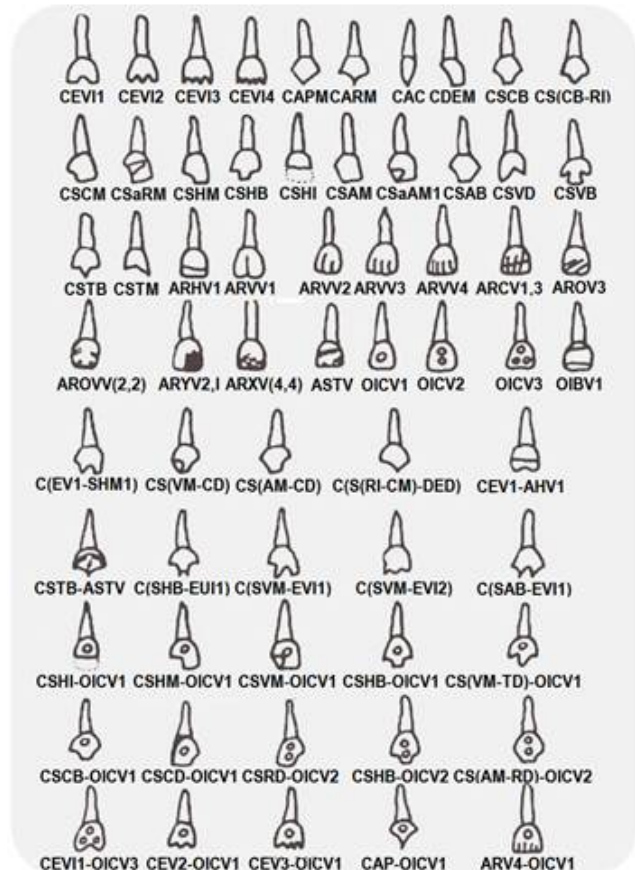 CEVI1 CEVI2 CEVI3 CEVI4 CAPM CARM CAC CDEM CSCB CS(CB-RI)
CSCM CSaRM CSHM CSHB CSHI CSAM CSaAM1 CSAB CSVD CSVB
CSTB CSTM ARHV1 ARVV1 ARVV2 ARVV3 ARVV4 ARCV1,3 AROV3
AROVV(2,2) ARYV2,I ARXV(4,4) ASTV OICV1 OICV2 OICV3 OIBV1
C(EV1-SHM1) CS(VM-CD) CS(AM-CD) C(S(RI-CM)-DED) CEV1-AHV1
CSTB-ASTV C(SHB-EUI1) C(SVM-EVI1) C(SVM-EVI2) C(SAB-EVI1)
CSHI-OICV1 CSHM-OICV1 CSVM-OICV1 CSHB-OICV1 CS(VM-TD)-OICV1
CSCB-OICV1 CSCD-OICV1 CSRD-OICV2 CSHB-OICV2 CS(AM-RD)-OICV2
CEVI1-OICV3 CEV2-OICV1 CEV3-OICV1 CAP-OICV1 ARV4-OICV1